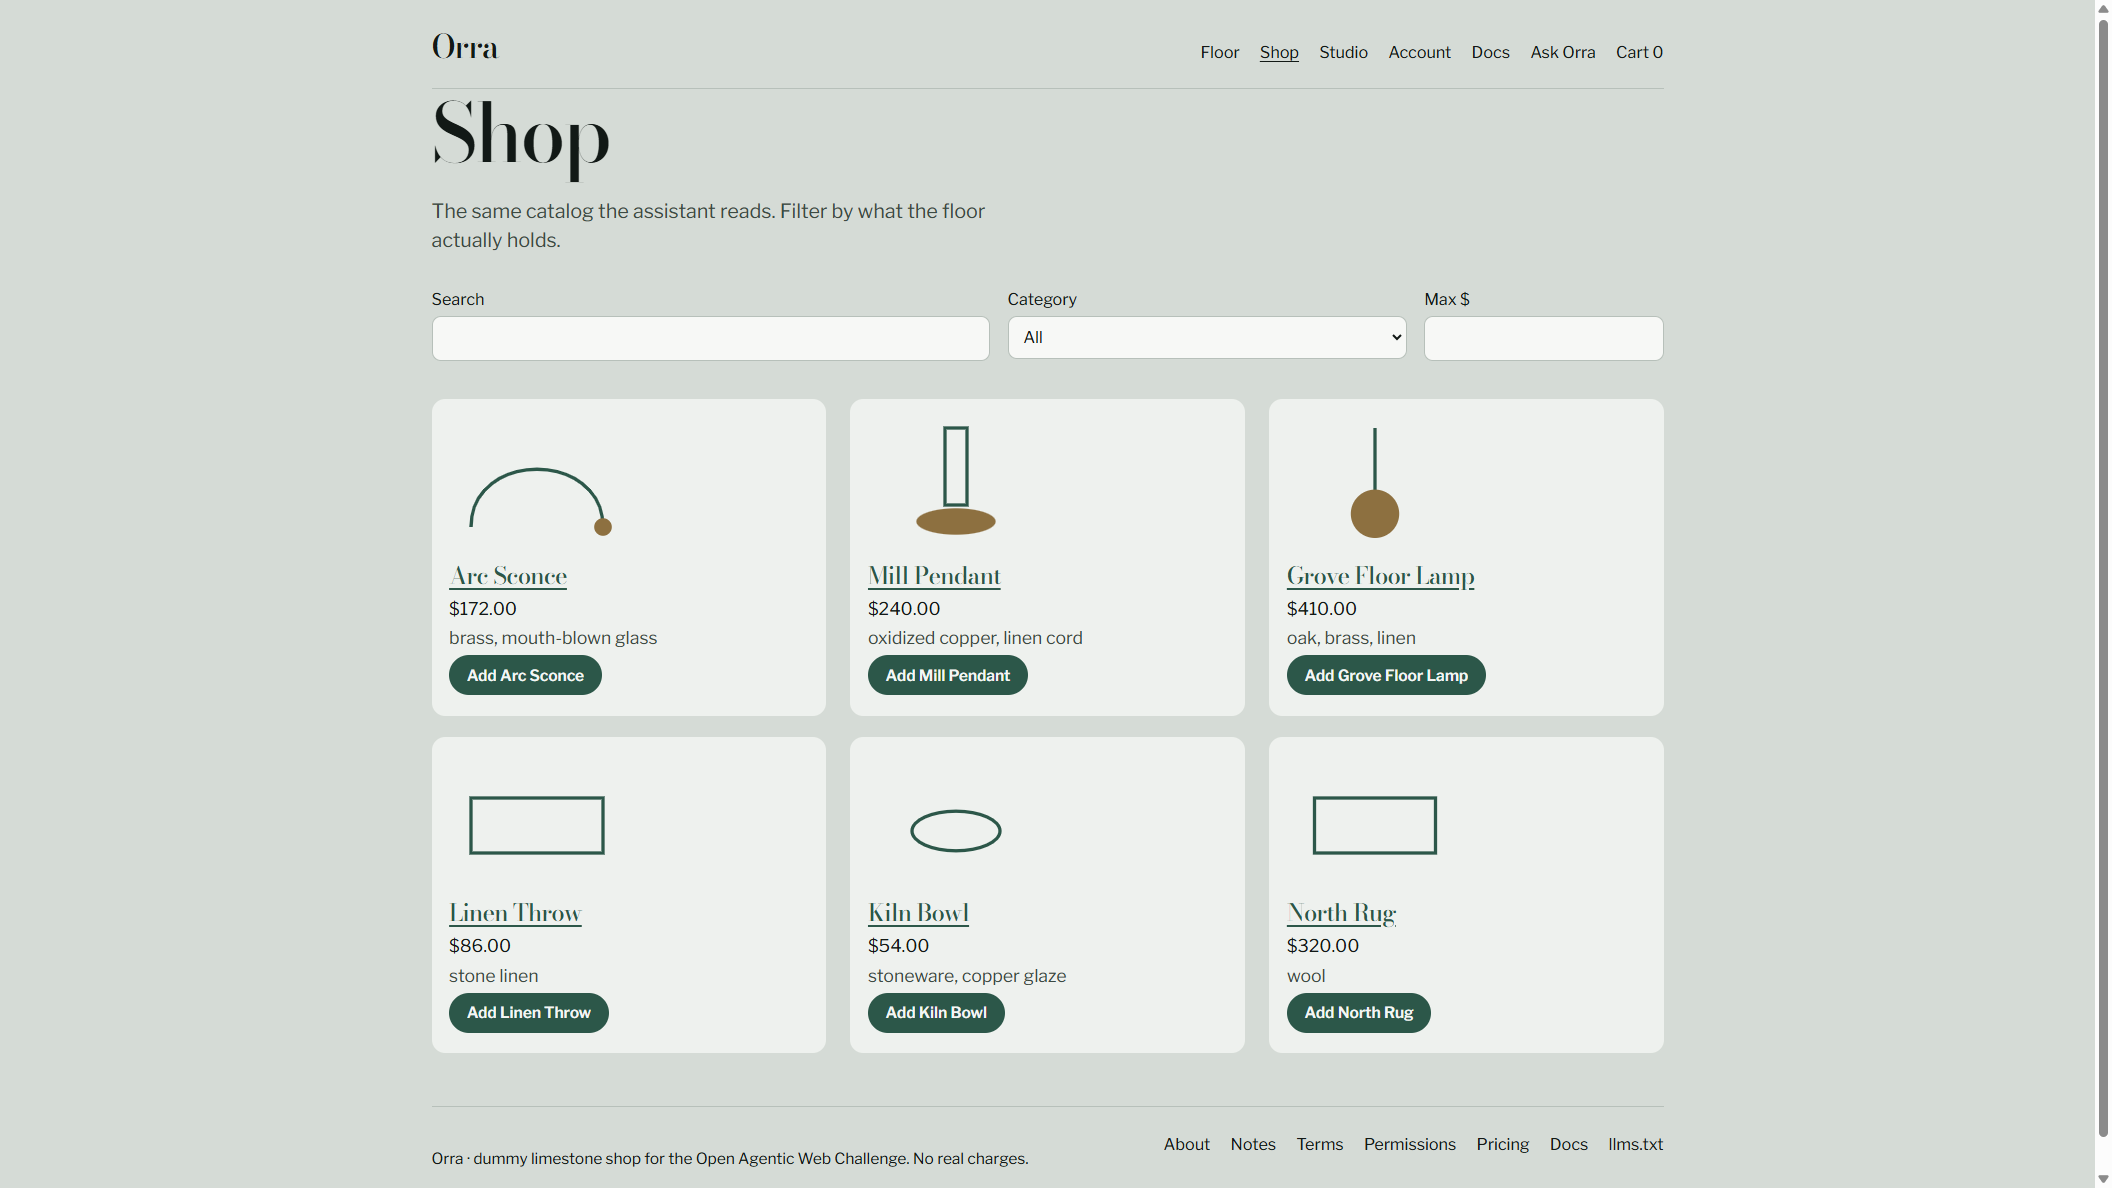 Orra
Floor Shop Studio Account Docs Ask Orra Cart 0
Shop
The same catalog the assistant reads. Filter by what the floor
actually holds.
Search Category Max $
All
Arc Sconce
$172.00
brass, mouth-blown glass
Add Arc Sconce
Mill Pendant
$240.00
oxidized copper, linen cord
Add Mill Pendant
Grove Floor Lamp
$410.00
oak, brass, linen
Add Grove Floor Lamp
Linen Throw
$86.00
stone linen
Add Linen Throw
Kiln Bowl
$54.00
stoneware, copper glaze
Add Kiln Bowl
North Rug
$320.00
wool
Add North Rug
Orra · dummy limestone shop for the Open Agentic Web Challenge. No real charges.
About Notes Terms Permissions Pricing Docs llms.txt